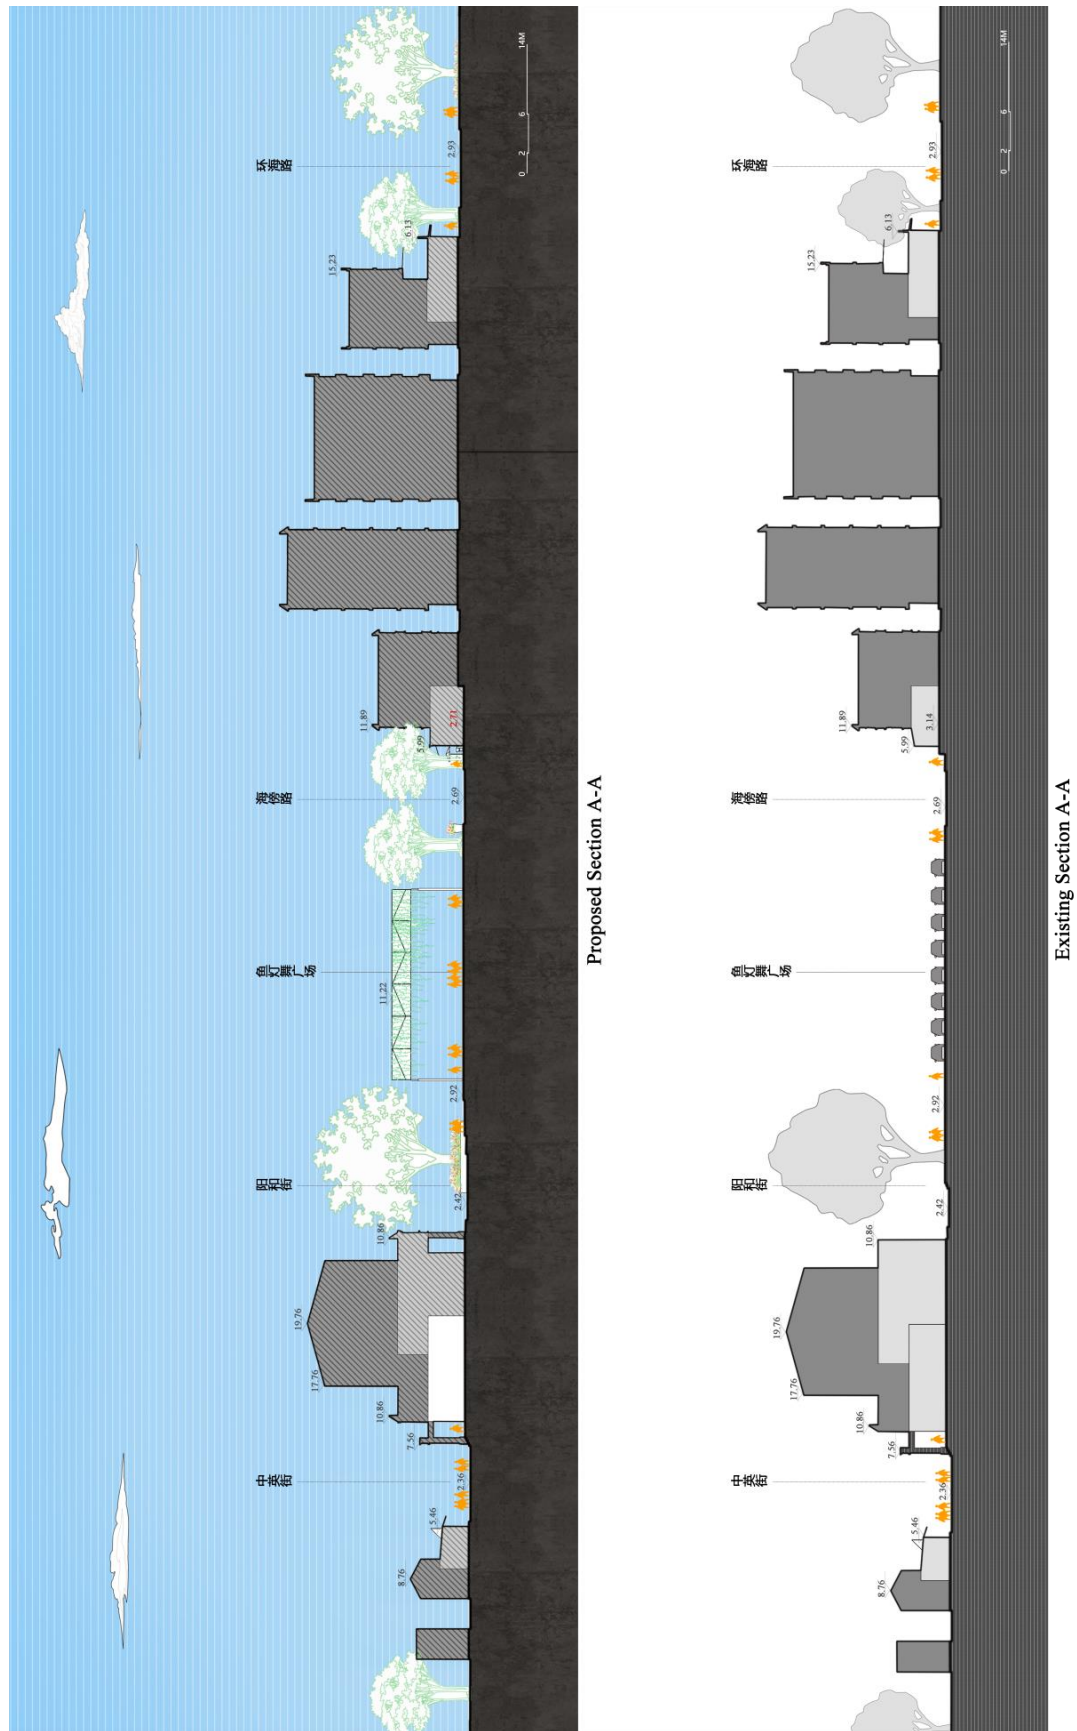 中英街
阳和街
鱼灯舞广场
海傍路
环海路
8.76
5.46
2.36
7.56
10.86
17.76
19.76
10.86
2.42
2.92
11.22
2.69
5.99
11.89
2.71
15.23
6.13
2.93
0 2 6 14M
Proposed Section A-A
中英街
阳和街
鱼灯舞广场
海傍路
环海路
8.76
5.46
2.36
7.56
10.86
17.76
19.76
10.86
2.42
2.92
2.69
5.99
11.89
3.14
15.23
6.13
2.93
0 2 6 14M
Existing Section A-A